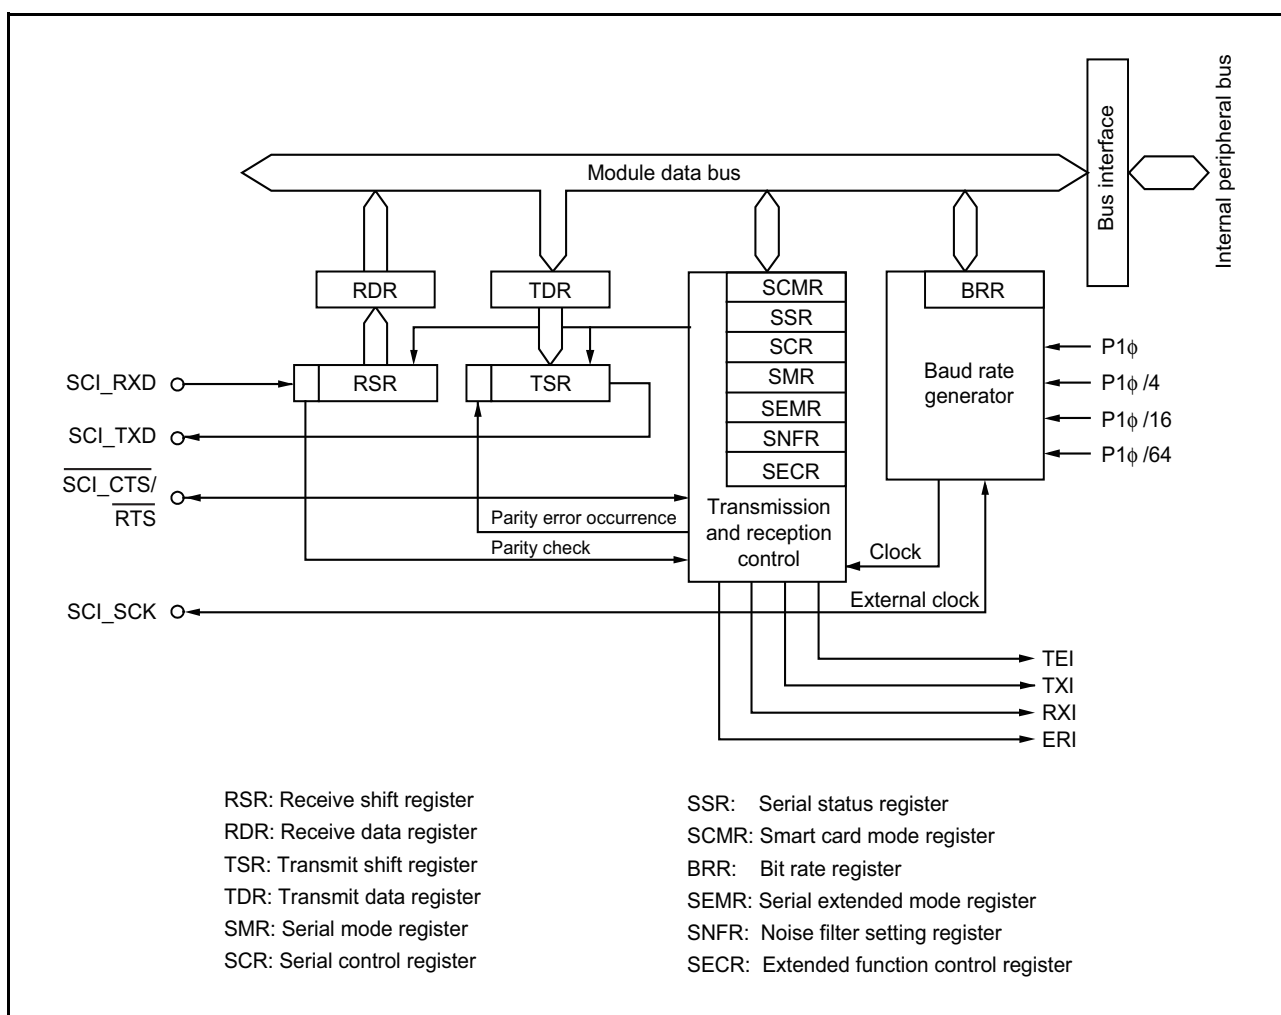 Module data bus
Bus interface
Internal peripheral bus
RDR
TDR
SCMR
SSR
SCR
SMR
SEMR
SNFR
SECR
Transmission
and reception
control
BRR
Baud rate
generator
P1ϕ
P1ϕ /4
P1ϕ /16
P1ϕ /64
RSR
TSR
SCI_RXD
SCI_TXD
SCI_CTS/
RTS
SCI_SCK
Parity error occurrence
Parity check
Clock
External clock
TEI
TXI
RXI
ERI
RSR: Receive shift register
RDR: Receive data register
TSR: Transmit shift register
TDR: Transmit data register
SMR: Serial mode register
SCR: Serial control register
SSR: Serial status register
SCMR: Smart card mode register
BRR: Bit rate register
SEMR: Serial extended mode register
SNFR: Noise filter setting register
SECR: Extended function control register